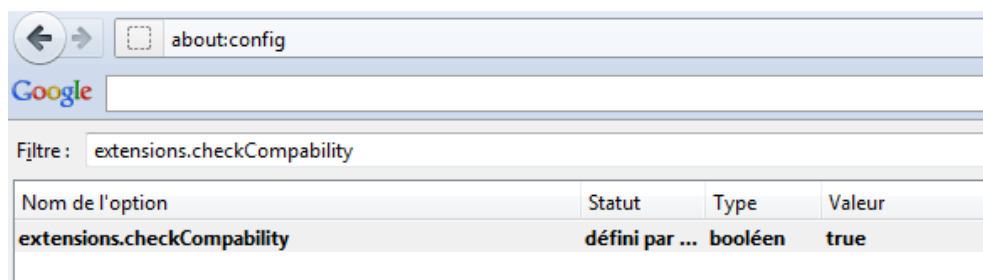 about:config
Google
Filtre : extensions.checkCompability
Nom de l'option Statut Type Valeur
extensions.checkCompability défini par ... booléen true